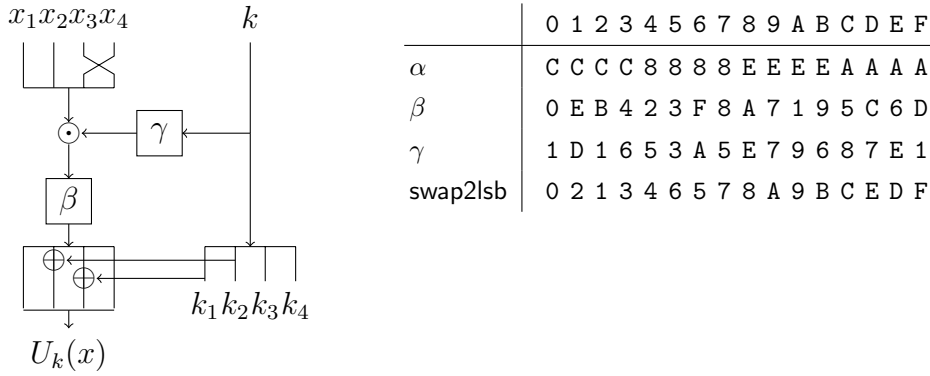 x₁x₂x₃x₄ k
γ
β
k₁k₂k₃k₄
Uₖ(x)
0 1 2 3 4 5 6 7 8 9 A B C D E F
α C C C C 8 8 8 8 E E E E A A A A
β 0 E B 4 2 3 F 8 A 7 1 9 5 C 6 D
γ 1 D 1 6 5 3 A 5 E 7 9 6 8 7 E 1
swap2lsb 0 2 1 3 4 6 5 7 8 A 9 B C E D F